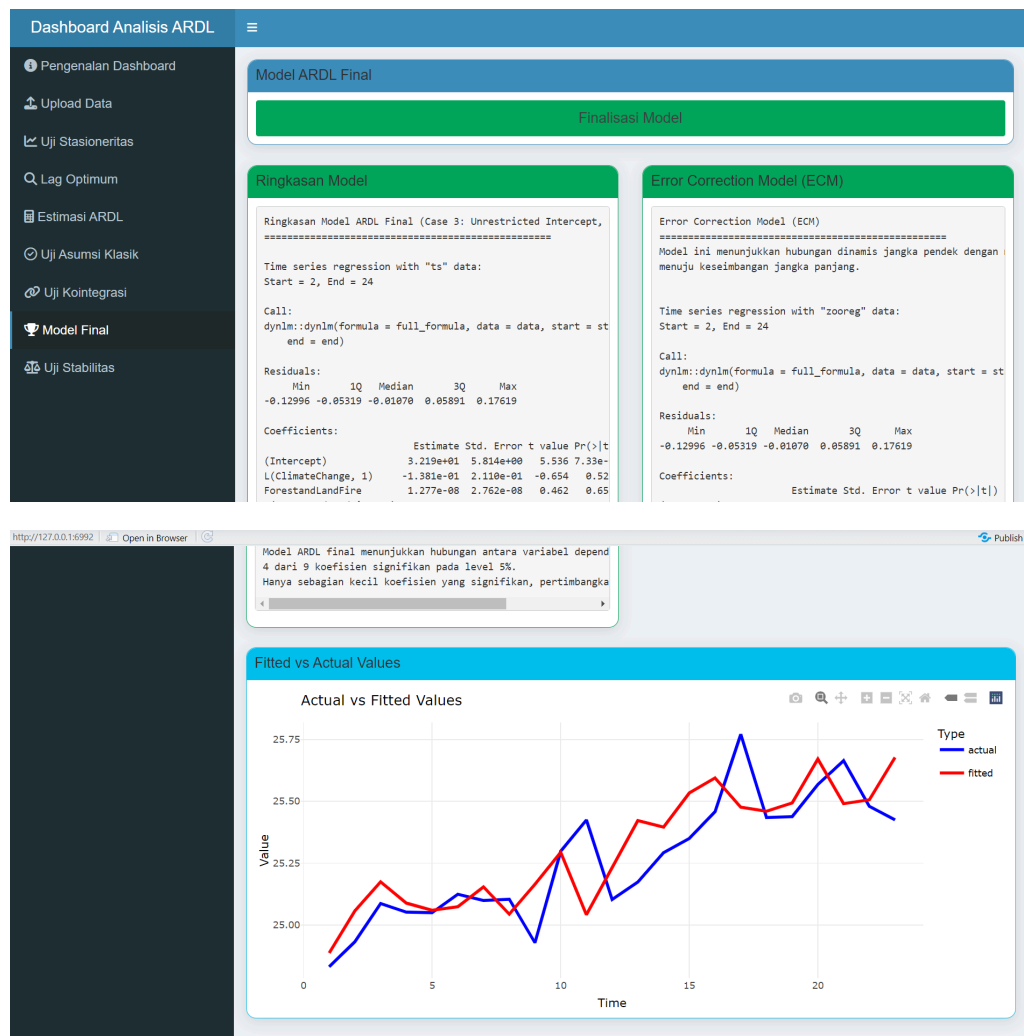 Dashboard Analisis ARDL
Pengenalan Dashboard
Upload Data
Uji Stasioneritas
Lag Optimum
Estimasi ARDL
Uji Asumsi Klasik
Uji Kointegrasi
Model Final
Uji Stabilitas
Model ARDL Final
Finalisasi Model
Ringkasan Model
Ringkasan Model ARDL Final (Case 3: Unrestricted Intercept,
==================================================
Time series regression with "ts" data:
Start = 2, End = 24
Call:
dynlm::dynlm(formula = full_formula, data = data, start = st
end = end)
Residuals:
Min 1Q Median 3Q Max
-0.12996 -0.05319 -0.01070 0.05891 0.17619
Coefficients:
Estimate Std. Error t value Pr(>|t
(Intercept) 3.219e+01 5.814e+00 5.536 7.33e-
L(ClimateChange, 1) -1.381e-01 2.110e-01 -0.654 0.52
ForestandLandFire 1.277e-08 2.762e-08 0.462 0.65
Error Correction Model (ECM)
Error Correction Model (ECM)
==================================================
Model ini menunjukkan hubungan dinamis jangka pendek dengan
menuju keseimbangan jangka panjang.
Time series regression with "zooreg" data:
Start = 2, End = 24
Call:
dynlm::dynlm(formula = full_formula, data = data, start = st
end = end)
Residuals:
Min 1Q Median 3Q Max
-0.12996 -0.05319 -0.01070 0.05891 0.17619
Coefficients:
Estimate Std. Error t value Pr(>|t|)
http://127.0.0.1:6992 Open in Browser Publish
Model ARDL final menunjukkan hubungan antara variabel depend
4 dari 9 koefisien signifikan pada level 5%.
Hanya sebagian kecil koefisien yang signifikan, pertimbangka
Fitted vs Actual Values
Actual vs Fitted Values
Type
actual
fitted
25.75
25.50
25.25
25.00
Value
0 5 10 15 20
Time